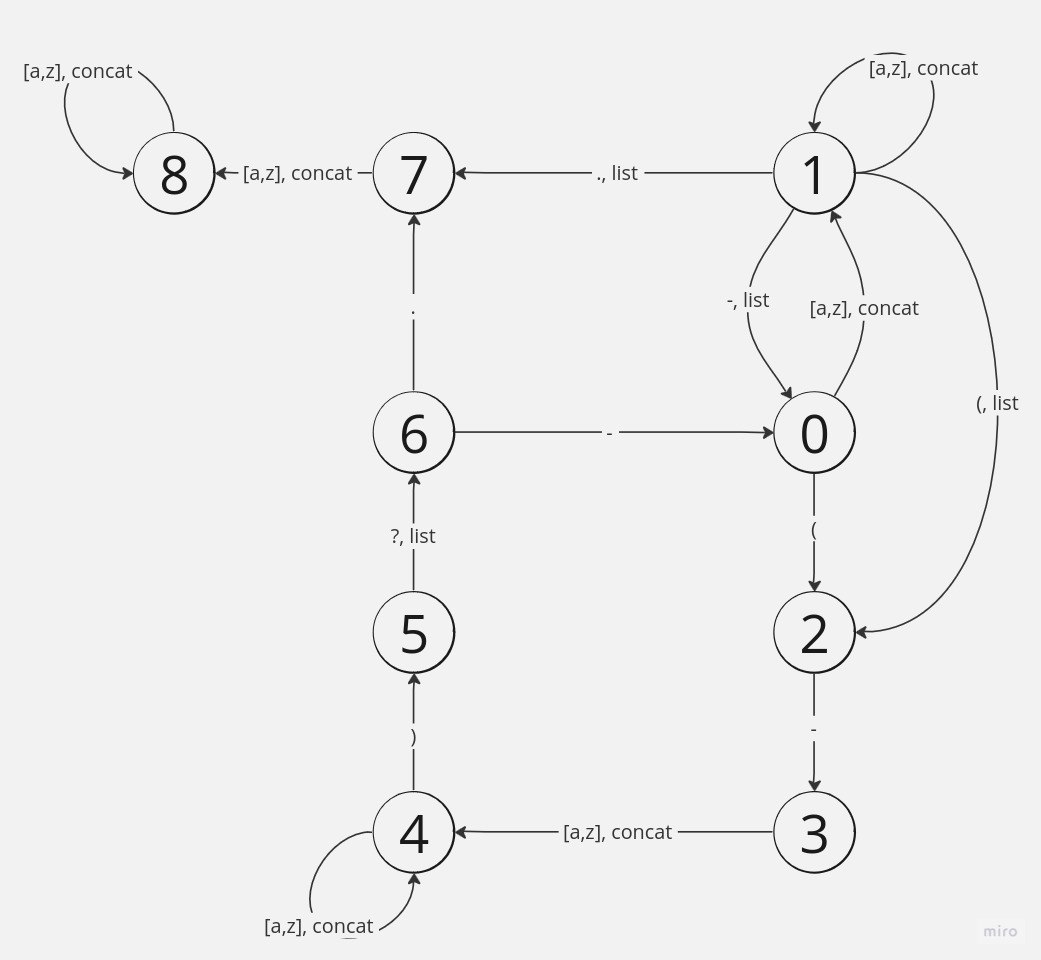 [a,z], concat
[a,z], concat
8
[a,z], concat
7
., list
1
-, list
[a,z], concat
.
(, list
6
-
0
?, list
(
5
2
)
-
4
[a,z], concat
3
[a,z], concat
miro